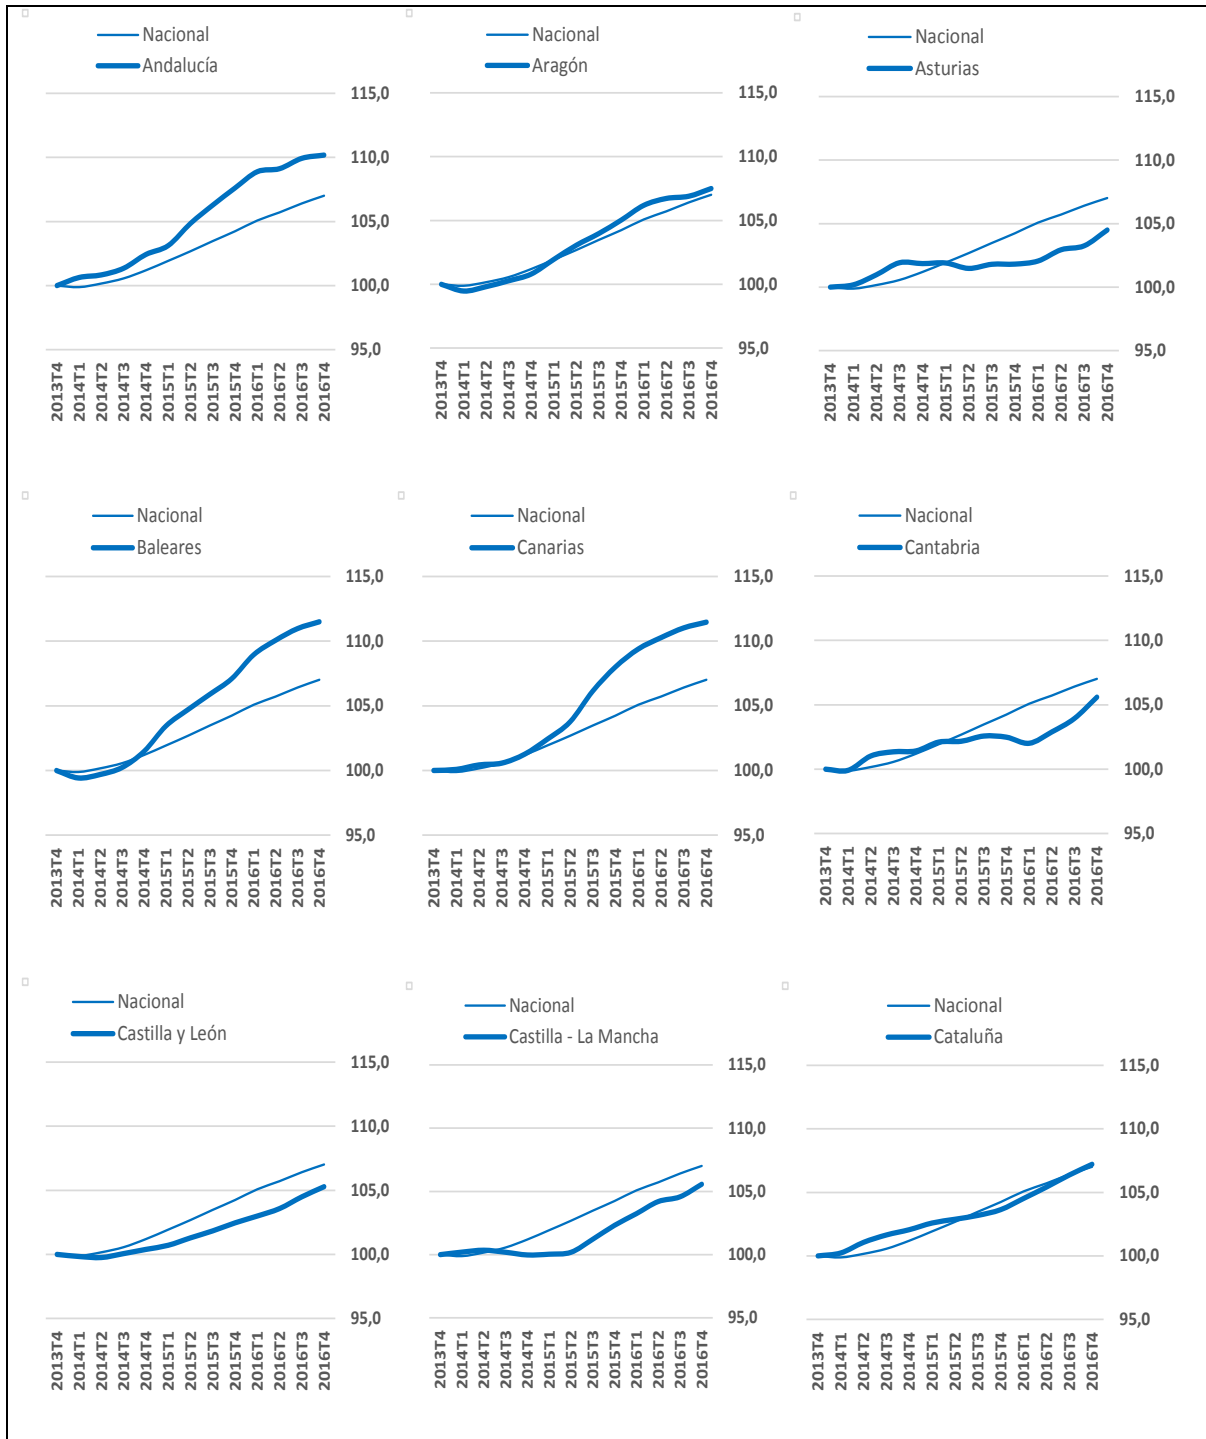 Nacional
Andalucía
115,0
110,0
105,0
100,0
95,0
2013T4
2014T1
2014T2
2014T3
2014T4
2015T1
2015T2
2015T3
2015T4
2016T1
2016T2
2016T3
2016T4
Nacional
Aragón
115,0
110,0
105,0
100,0
95,0
2013T4
2014T1
2014T2
2014T3
2014T4
2015T1
2015T2
2015T3
2015T4
2016T1
2016T2
2016T3
2016T4
Nacional
Asturias
115,0
110,0
105,0
100,0
95,0
2013T4
2014T1
2014T2
2014T3
2014T4
2015T1
2015T2
2015T3
2015T4
2016T1
2016T2
2016T3
2016T4
Nacional
Baleares
115,0
110,0
105,0
100,0
95,0
2013T4
2014T1
2014T2
2014T3
2014T4
2015T1
2015T2
2015T3
2015T4
2016T1
2016T2
2016T3
2016T4
Nacional
Canarias
115,0
110,0
105,0
100,0
95,0
2013T4
2014T1
2014T2
2014T3
2014T4
2015T1
2015T2
2015T3
2015T4
2016T1
2016T2
2016T3
2016T4
Nacional
Cantabria
115,0
110,0
105,0
100,0
95,0
2013T4
2014T1
2014T2
2014T3
2014T4
2015T1
2015T2
2015T3
2015T4
2016T1
2016T2
2016T3
2016T4
Nacional
Castilla y León
115,0
110,0
105,0
100,0
95,0
2013T4
2014T1
2014T2
2014T3
2014T4
2015T1
2015T2
2015T3
2015T4
2016T1
2016T2
2016T3
2016T4
Nacional
Castilla - La Mancha
115,0
110,0
105,0
100,0
95,0
2013T4
2014T1
2014T2
2014T3
2014T4
2015T1
2015T2
2015T3
2015T4
2016T1
2016T2
2016T3
2016T4
Nacional
Cataluña
115,0
110,0
105,0
100,0
95,0
2013T4
2014T1
2014T2
2014T3
2014T4
2015T1
2015T2
2015T3
2015T4
2016T1
2016T2
2016T3
2016T4